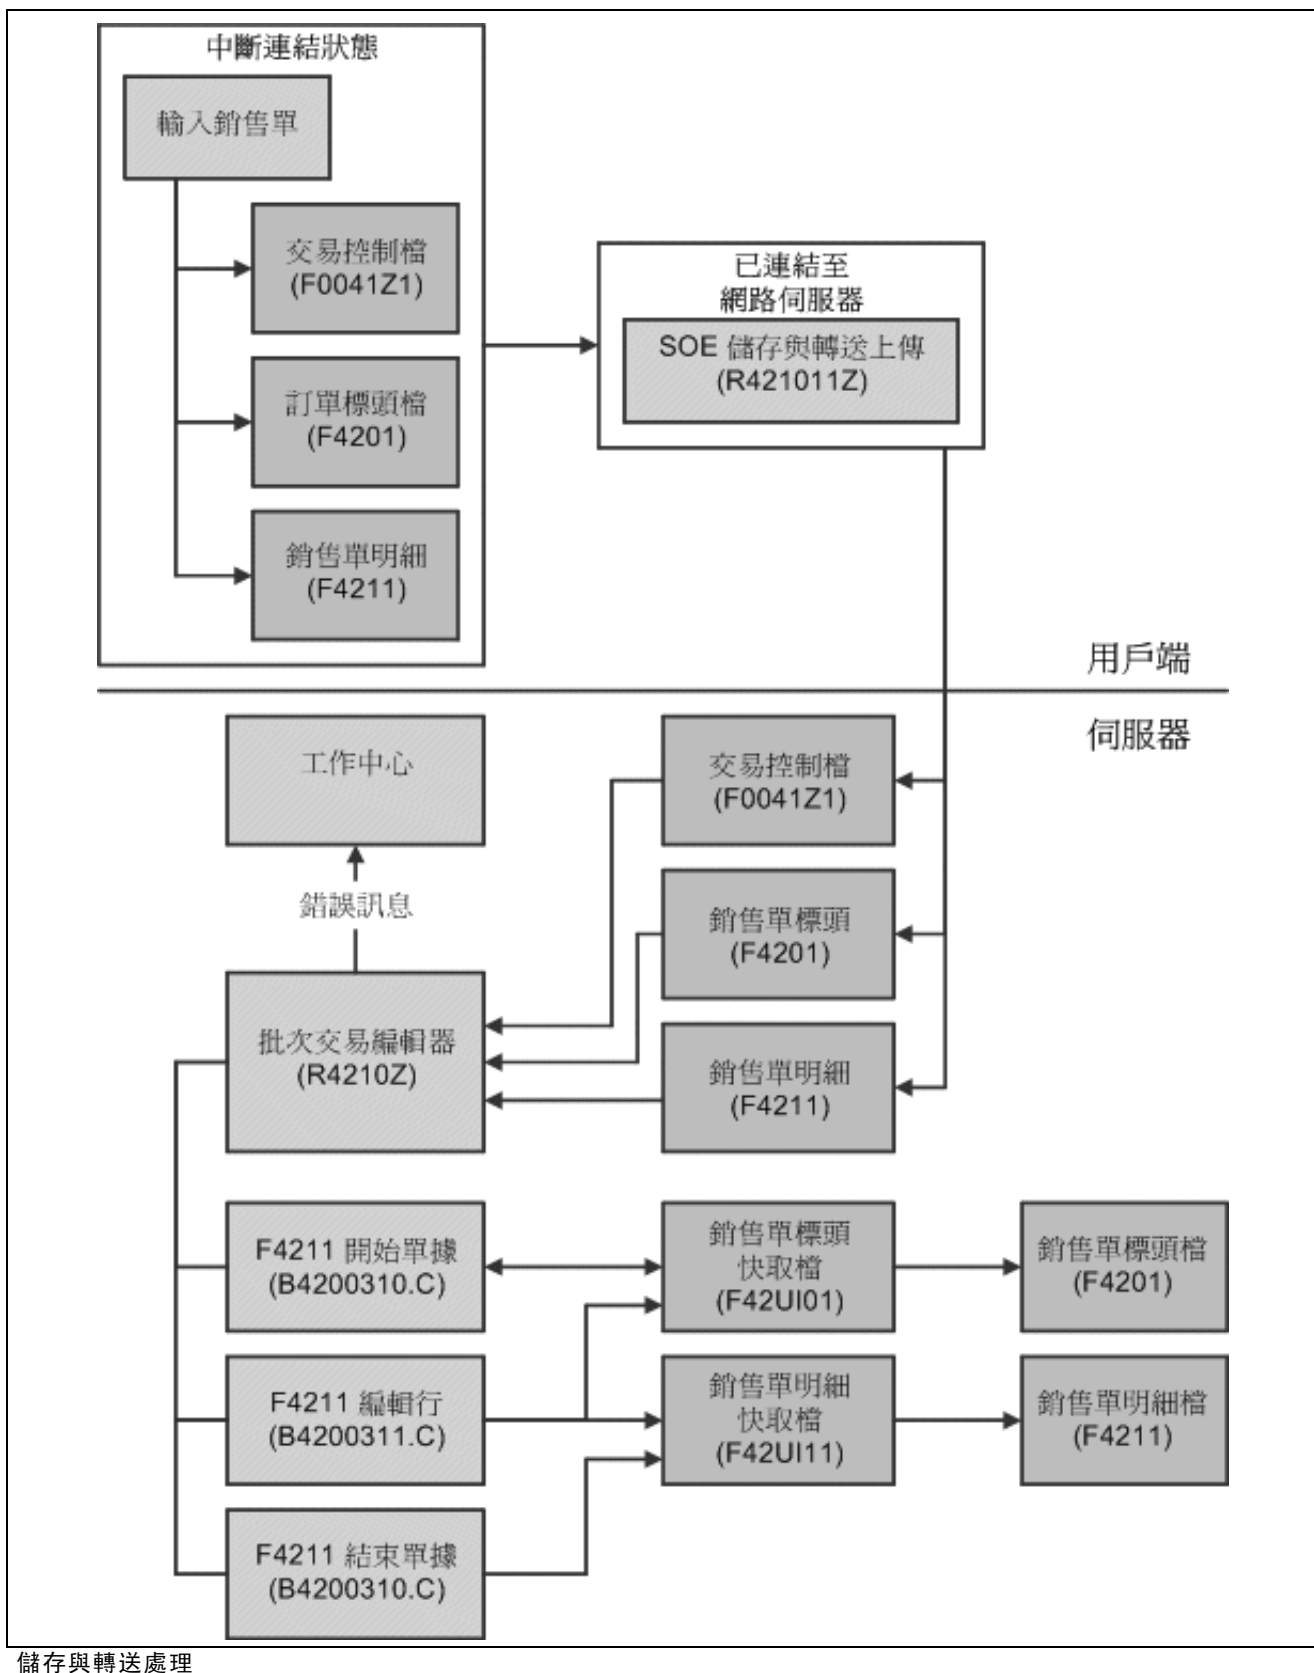 中斷連結狀態
輸入銷售單
交易控制檔
(F0041Z1)
訂單標頭檔
(F4201)
銷售單明細
(F4211)
已連結至
網路伺服器
SOE 儲存與轉送上傳
(R421011Z)
用戶端
伺服器
工作中心
錯誤訊息
批次交易編輯器
(R4210Z)
交易控制檔
(F0041Z1)
銷售單標頭
(F4201)
銷售單明細
(F4211)
F4211 開始單據
(B4200310.C)
銷售單標頭
快取檔
(F42UI01)
銷售單標頭檔
(F4201)
F4211 編輯行
(B4200311.C)
銷售單明細
快取檔
(F42UI11)
銷售單明細檔
(F4211)
F4211 結束單據
(B4200310.C)
儲存與轉送處理